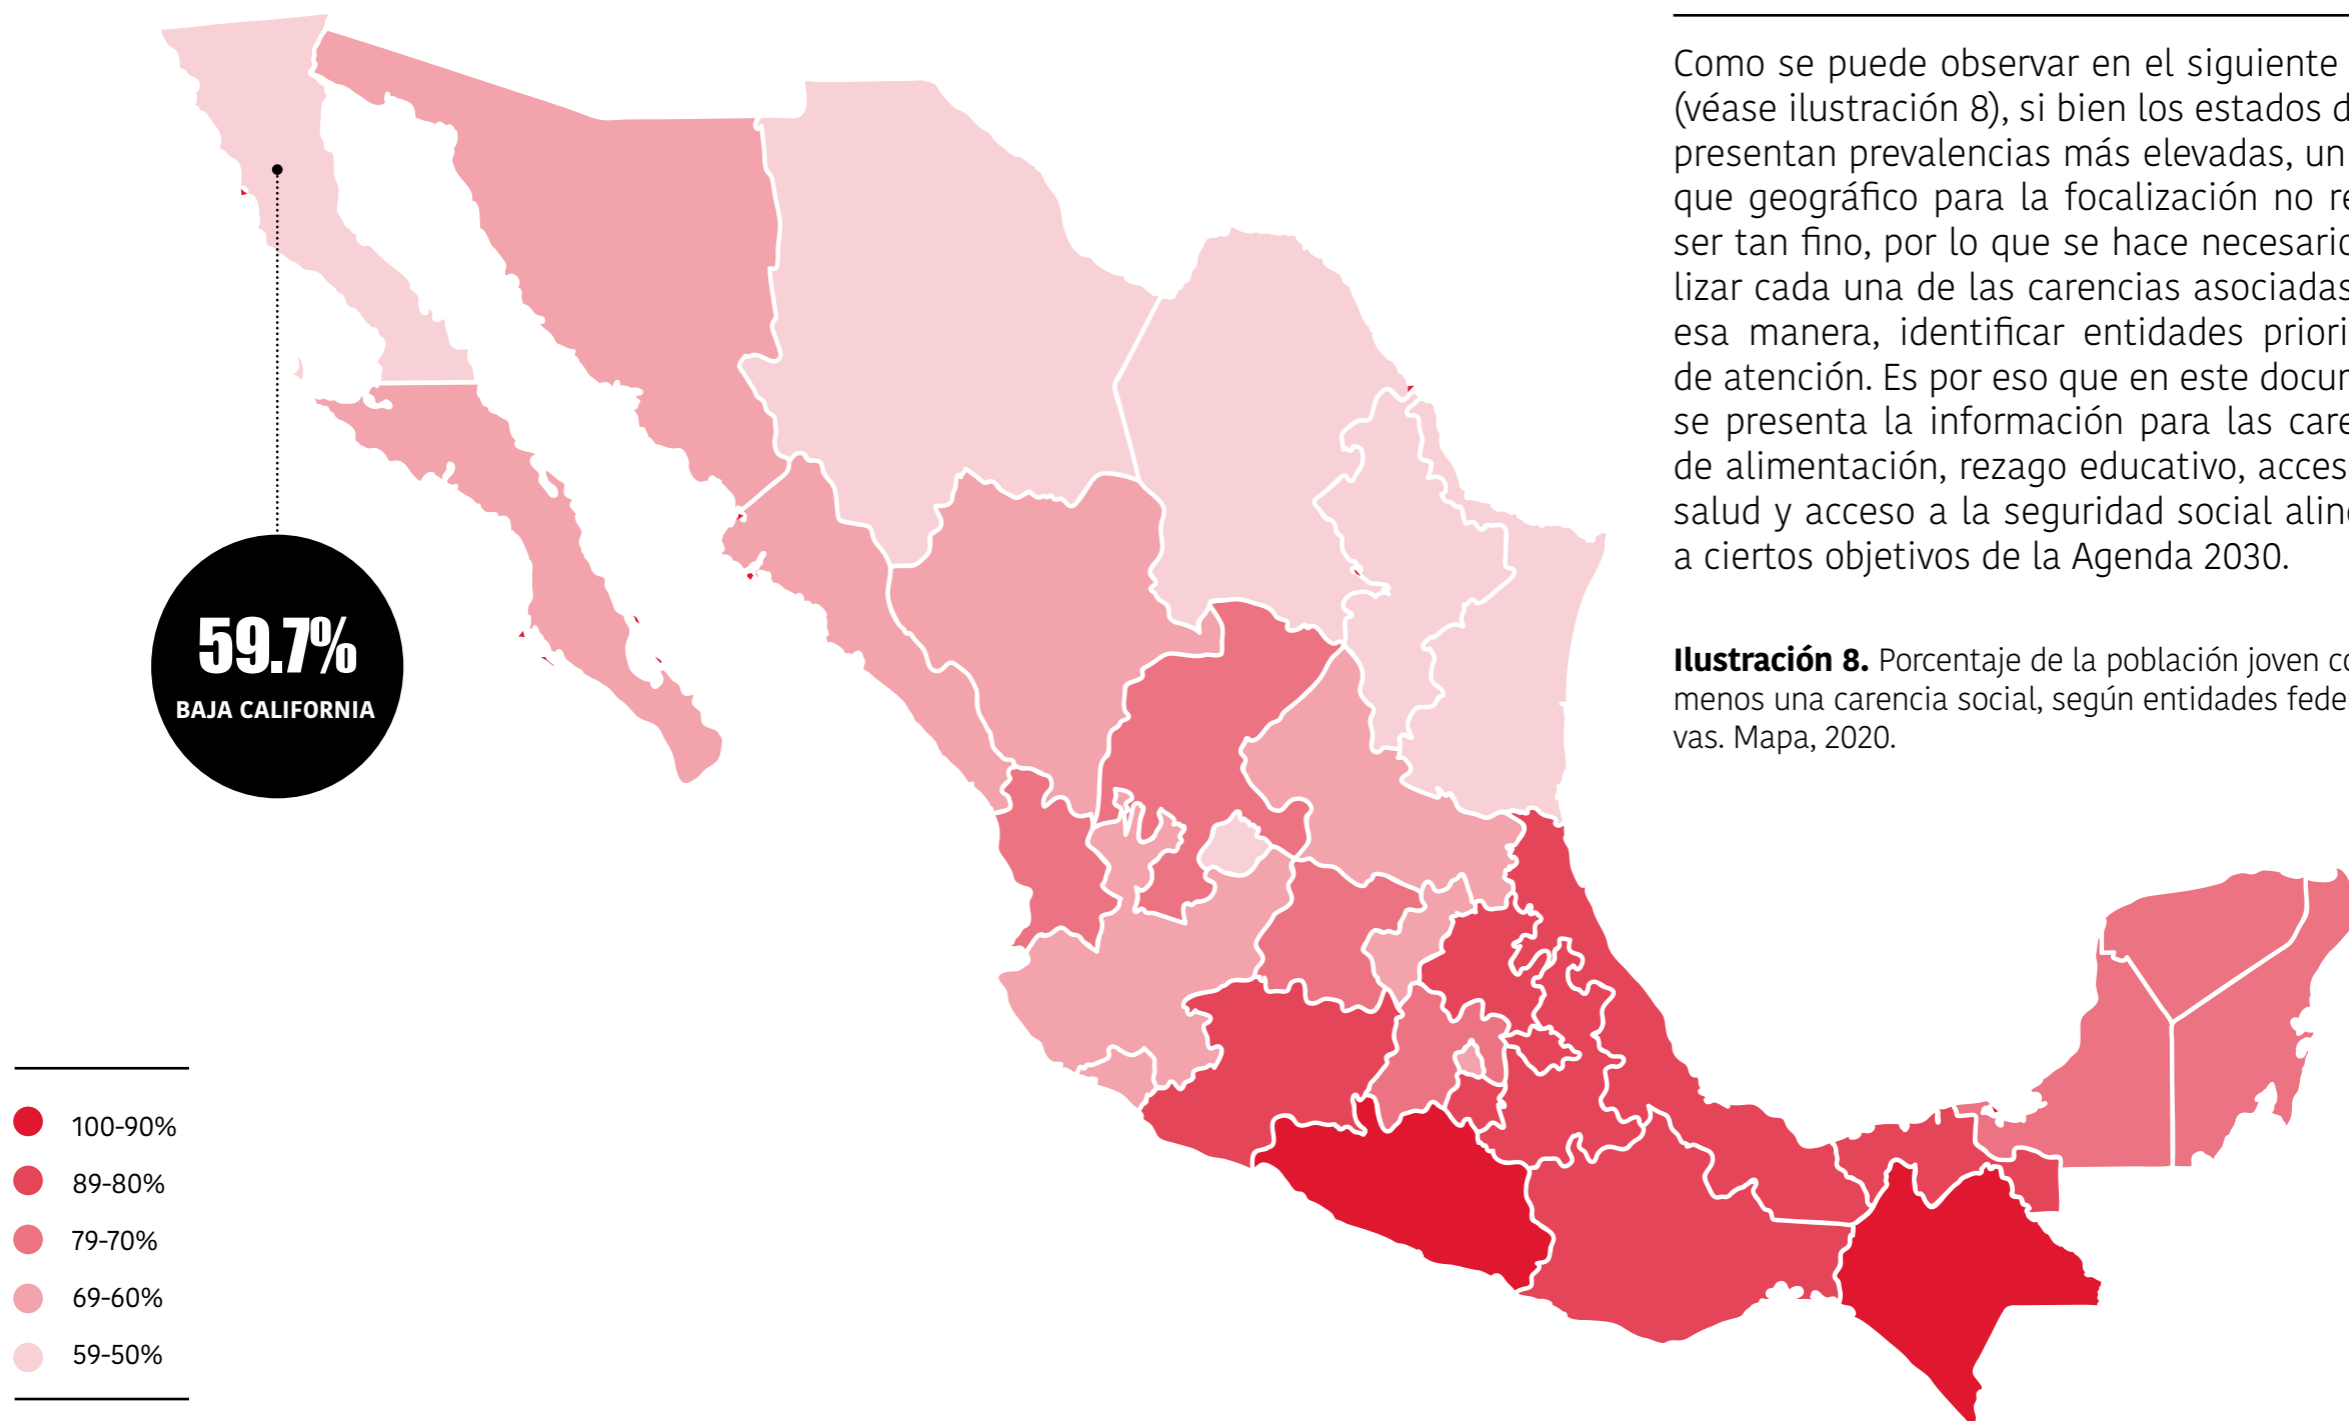 Como se puede observar en el siguiente
(véase ilustración 8), si bien los estados d
presentan prevalencias más elevadas, un
que geográfico para la focalización no re
ser tan fino, por lo que se hace necesario
lizar cada una de las carencias asociadas
esa manera, identificar entidades priori
de atención. Es por eso que en este docu
se presenta la información para las care
de alimentación, rezago educativo, acces
salud y acceso a la seguridad social alin
a ciertos objetivos de la Agenda 2030.
Ilustración 8. Porcentaje de la población joven co
menos una carencia social, según entidades fede
vas. Mapa, 2020.
59.7%
BAJA CALIFORNIA
100-90%
89-80%
79-70%
69-60%
59-50%